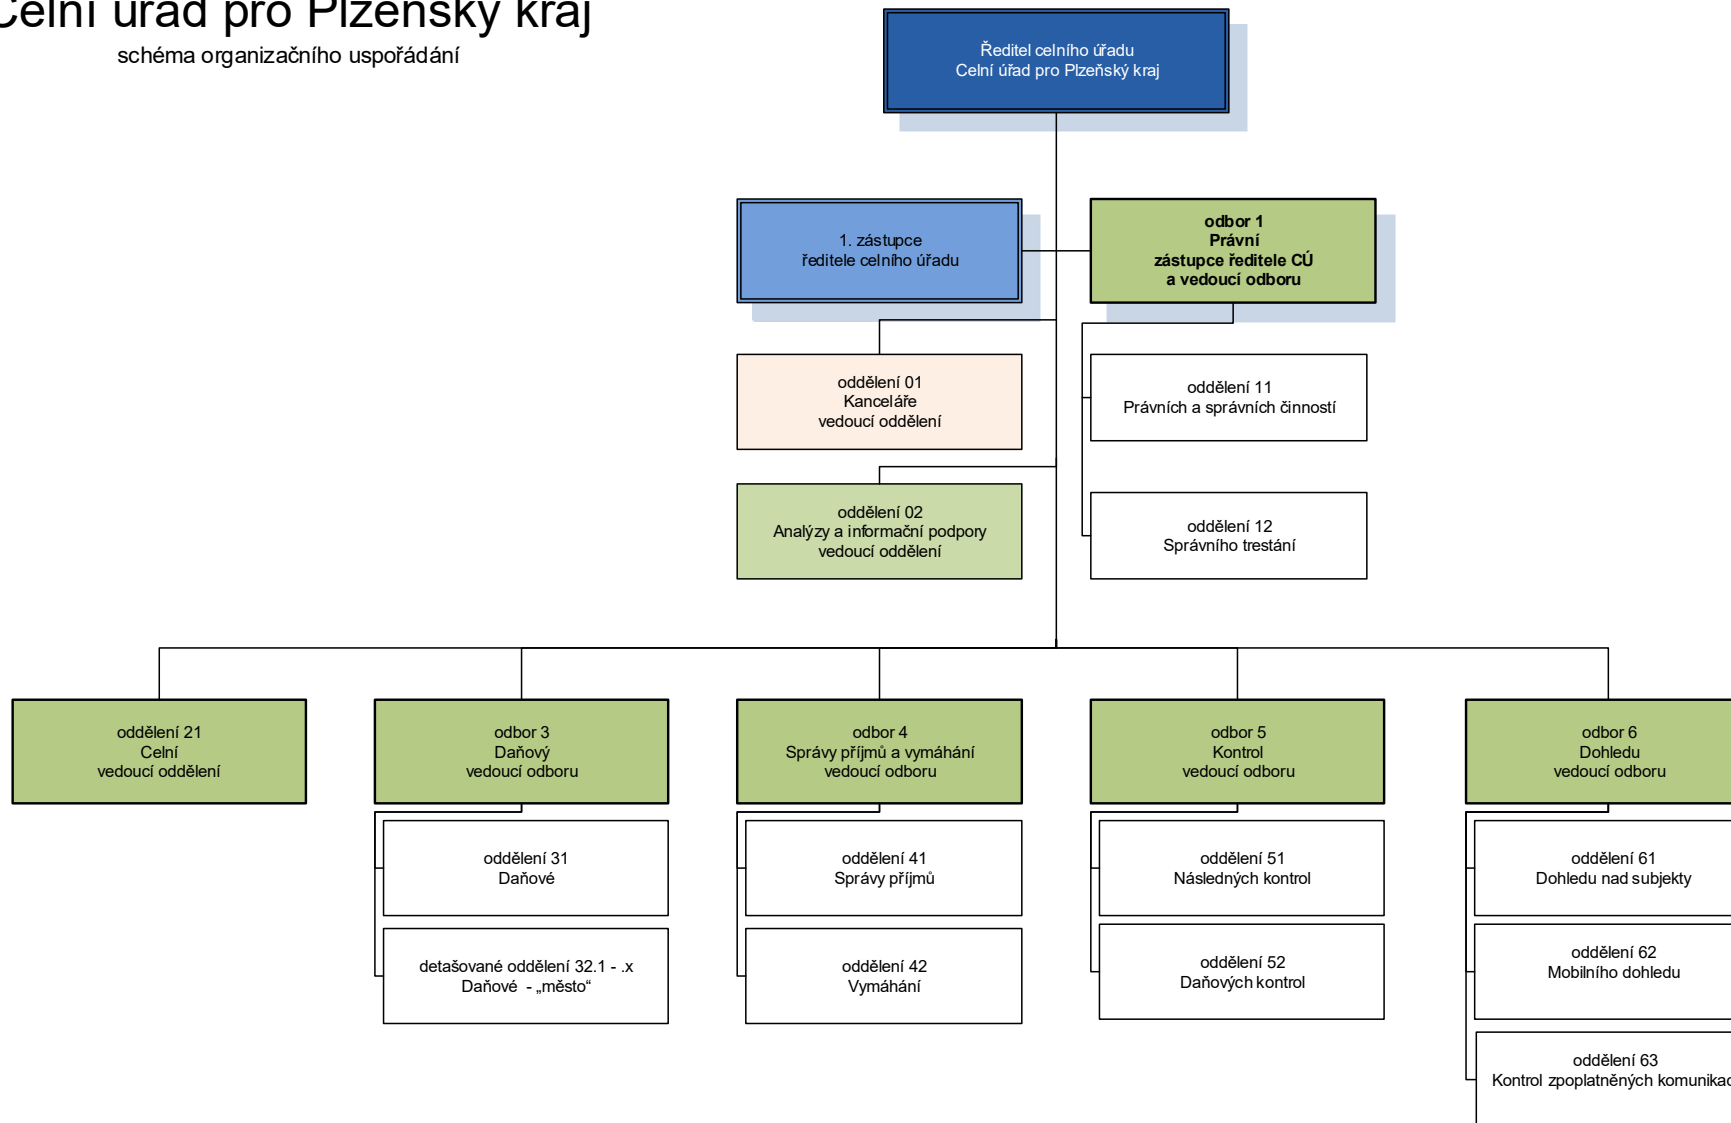 Celní úřad pro Plzeňský kraj
schéma organizačního uspořádání
Ředitel celního úřadu
Celní úřad pro Plzeňský kraj
1. zástupce
ředitele celního úřadu
odbor 1
Právní
zástupce ředitele CÚ
a vedoucí odboru
oddělení 01
Kanceláře
vedoucí oddělení
oddělení 11
Právních a správních činností
oddělení 02
Analýzy a informační podpory
vedoucí oddělení
oddělení 12
Správního trestání
oddělení 21
Celní
vedoucí oddělení
odbor 3
Daňový
vedoucí odboru
odbor 4
Správy příjmů a vymáhání
vedoucí odboru
odbor 5
Kontrol
vedoucí odboru
odbor 6
Dohledu
vedoucí odboru
oddělení 31
Daňové
oddělení 41
Správy příjmů
oddělení 51
Následných kontrol
oddělení 61
Dohledu nad subjekty
detašované oddělení 32.1 - .x
Daňové - „město“
oddělení 42
Vymáhání
oddělení 52
Daňových kontrol
oddělení 62
Mobilního dohledu
oddělení 63
Kontrol zpoplatněných komunikac